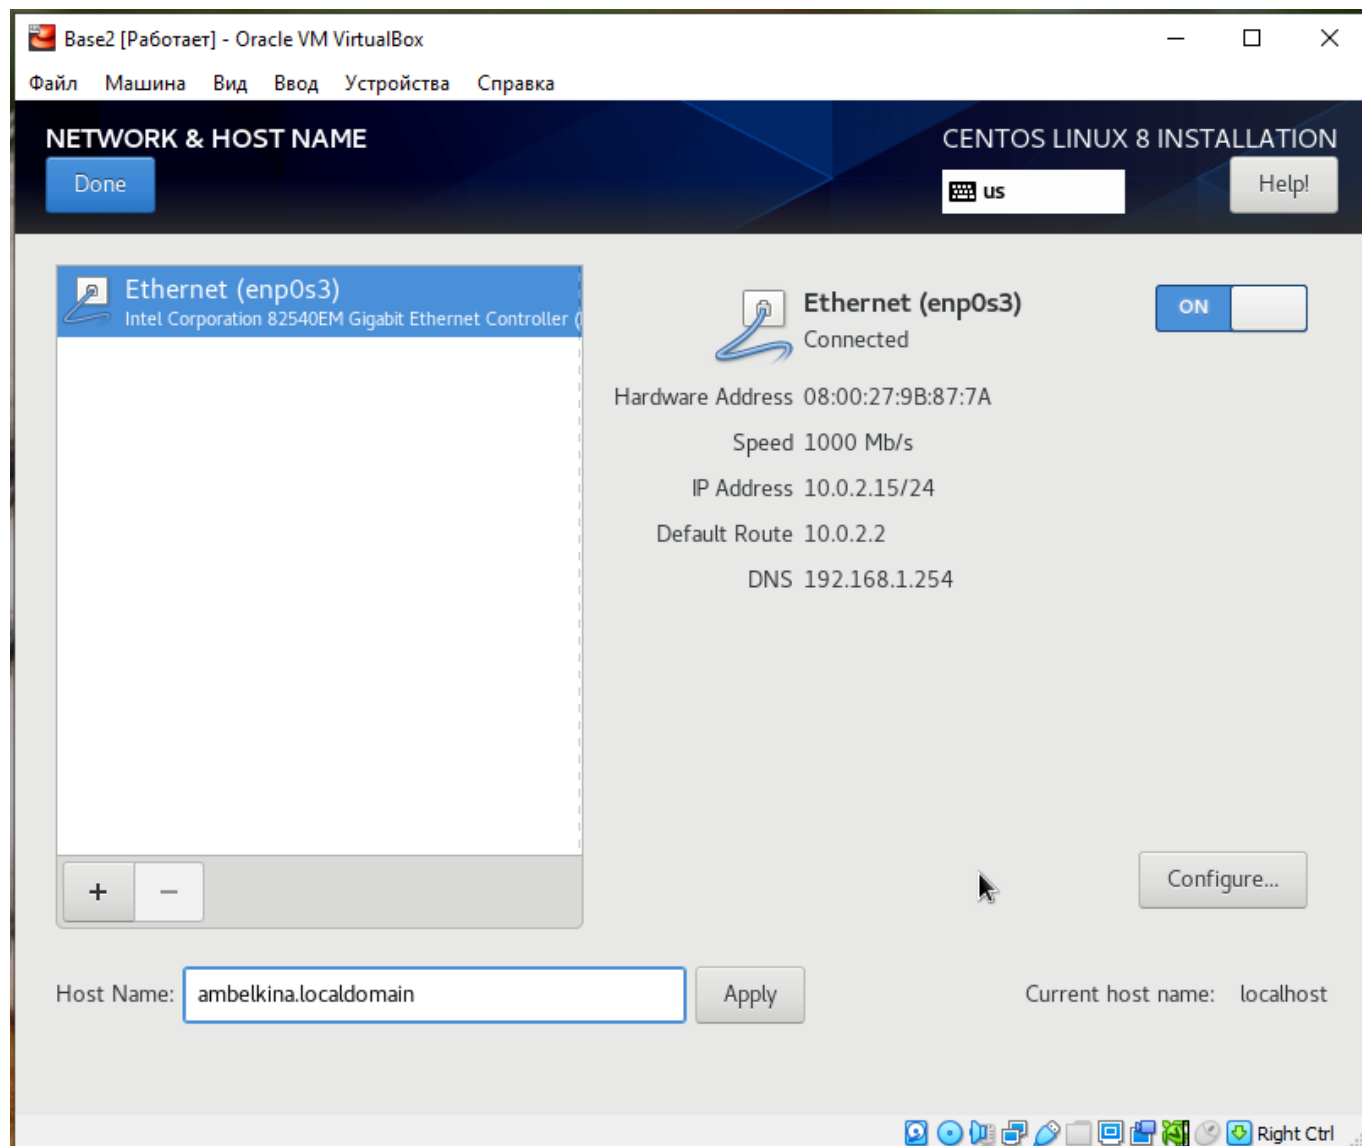 Base2 [Работает] - Oracle VM VirtualBox
Файл Машина Вид Ввод Устройства Справка
NETWORK & HOST NAME
CENTOS LINUX 8 INSTALLATION
Done
us
Help!
Ethernet (enp0s3)
Intel Corporation 82540EM Gigabit Ethernet Controller (
Ethernet (enp0s3)
Connected
ON
Hardware Address 08:00:27:9B:87:7A
Speed 1000 Mb/s
IP Address 10.0.2.15/24
Default Route 10.0.2.2
DNS 192.168.1.254
+ −
Configure...
Host Name: ambelkina.localdomain Apply Current host name: localhost
Right Ctrl